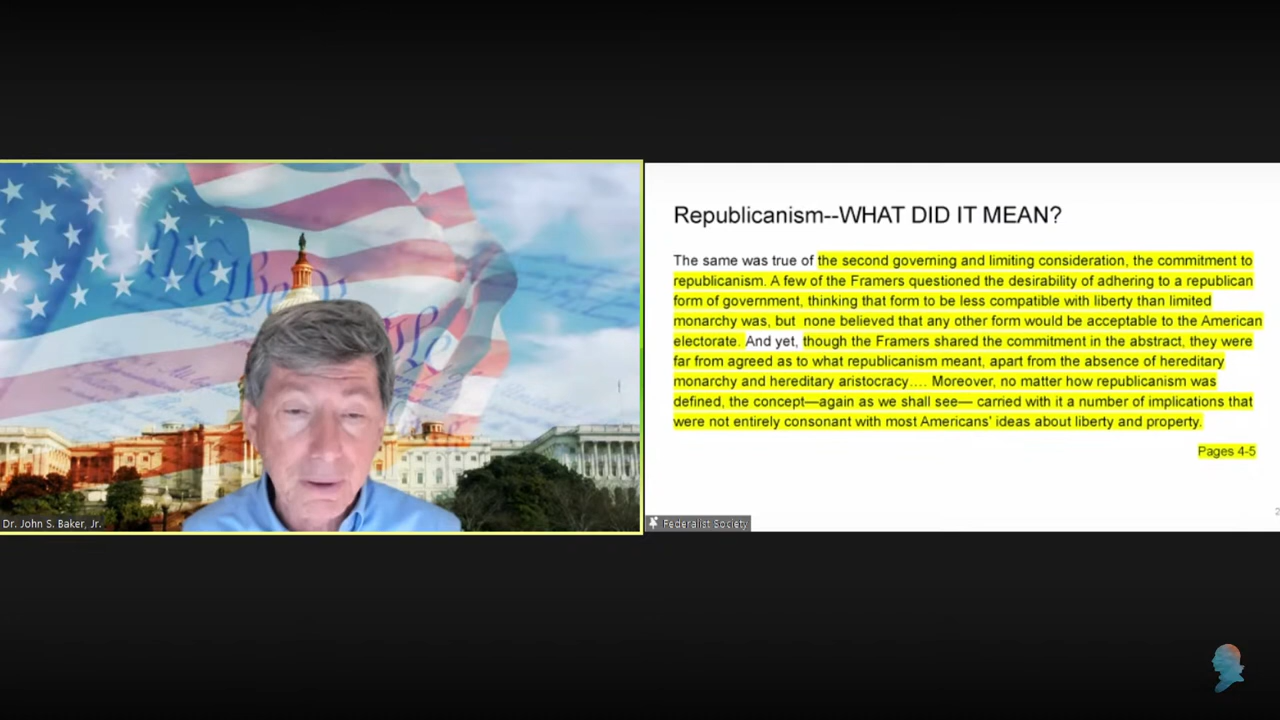 We the
People
Dr. John S. Baker, Jr.
Republicanism--WHAT DID IT MEAN?
The same was true of the second governing and limiting consideration, the commitment to
republicanism. A few of the Framers questioned the desirability of adhering to a republican
form of government, thinking that form to be less compatible with liberty than limited
monarchy was, but  none believed that any other form would be acceptable to the American
electorate. And yet, though the Framers shared the commitment in the abstract, they were
far from agreed as to what republicanism meant, apart from the absence of hereditary
monarchy and hereditary aristocracy…. Moreover, no matter how republicanism was
defined, the concept—again as we shall see— carried with it a number of implications that
were not entirely consonant with most Americans' ideas about liberty and property.
Pages 4-5
2
Federalist Society